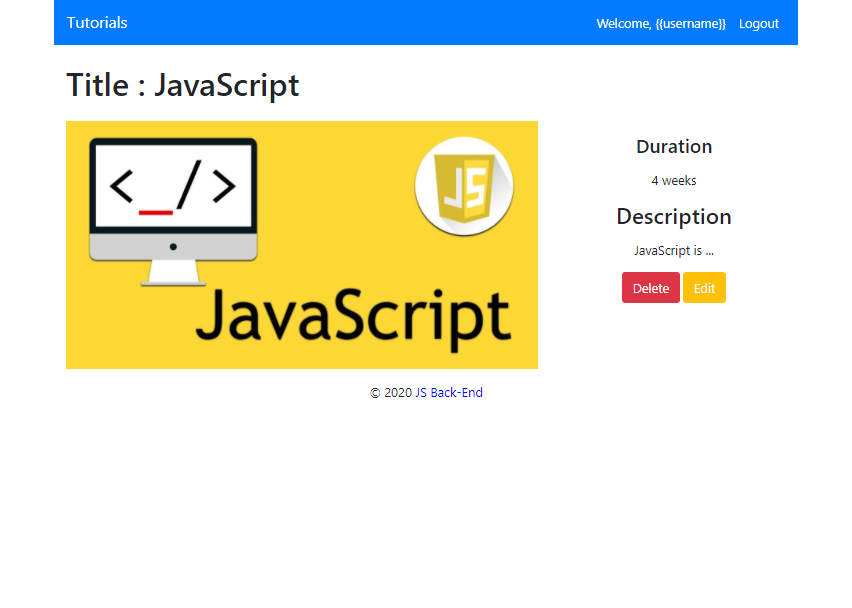 Tutorials
Welcome, {{username}} Logout
Title : JavaScript
<_/>
JS
JavaScript
Duration
4 weeks
Description
JavaScript is ...
Delete Edit
© 2020 JS Back-End